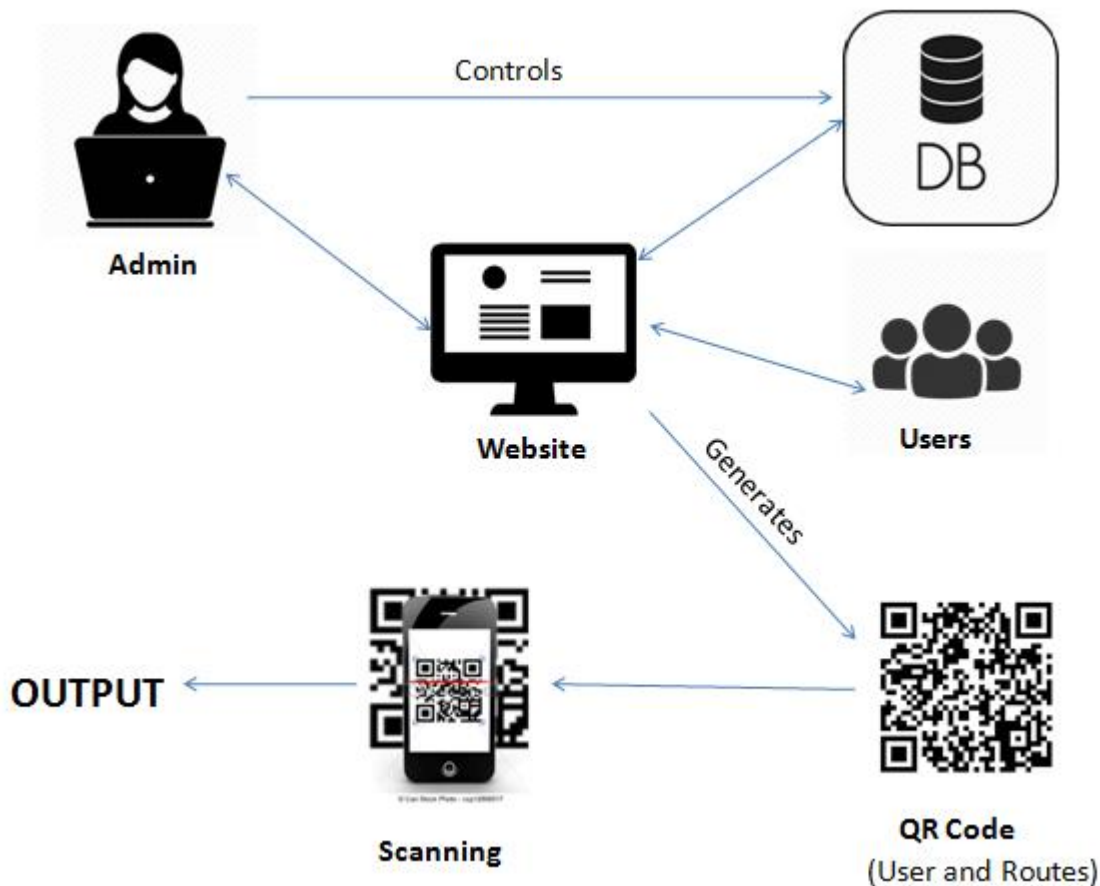 Controls
DB
Admin
Website
Users
Generates
OUTPUT
Scanning
QR Code
(User and Routes)